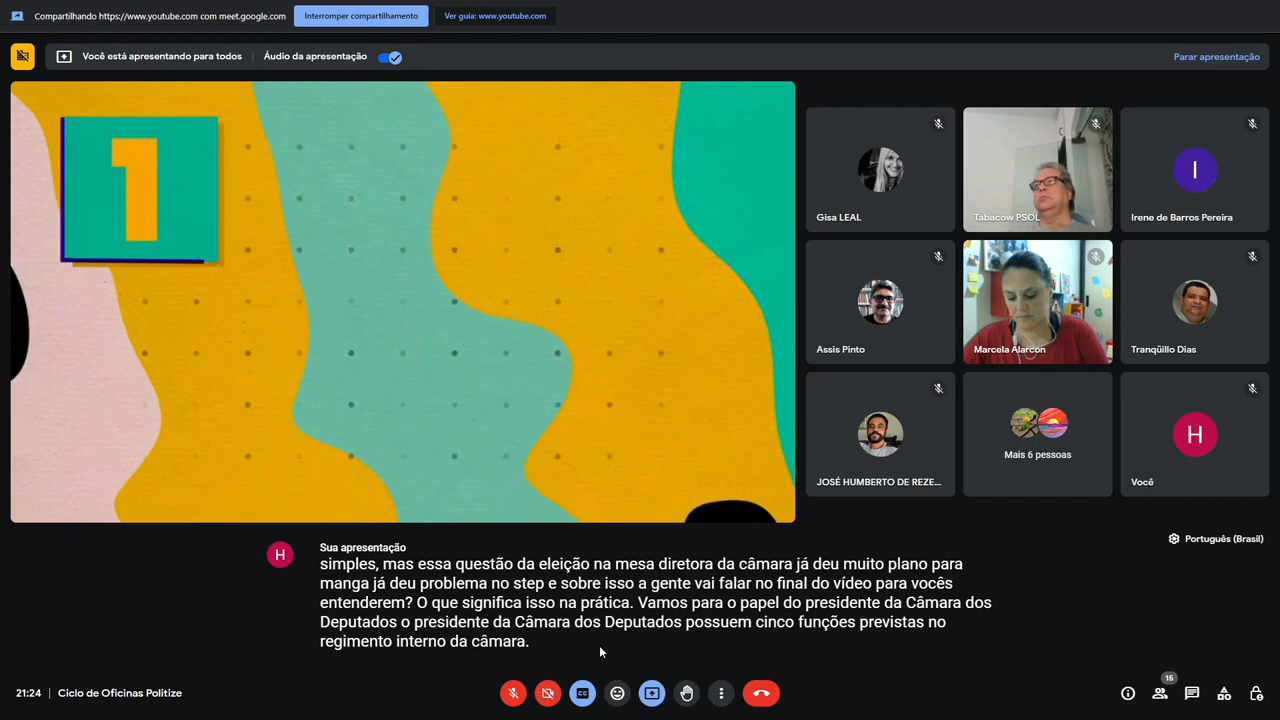 Compartilhando https://www.youtube.com com meet.google.com
Interromper compartilhamento
Ver guia: www.youtube.com
Você está apresentando para todos
Áudio da apresentação
Parar apresentação
1
Gisa LEAL
Tabacow PSOL
I
Irene de Barros Pereira
Assis Pinto
Marcela Alarcon
Tranqüillo Dias
JOSÉ HUMBERTO DE REZE...
Mais 6 pessoas
H
Você
H
Sua apresentação
Português (Brasil)
simples, mas essa questão da eleição na mesa diretora da câmara já deu muito plano para
manga já deu problema no step e sobre isso a gente vai falar no final do vídeo para vocês
entenderem? O que significa isso na prática. Vamos para o papel do presidente da Câmara dos
Deputados o presidente da Câmara dos Deputados possuem cinco funções previstas no
regimento interno da câmara.
21:24
Ciclo de Oficinas Politize
CC
15